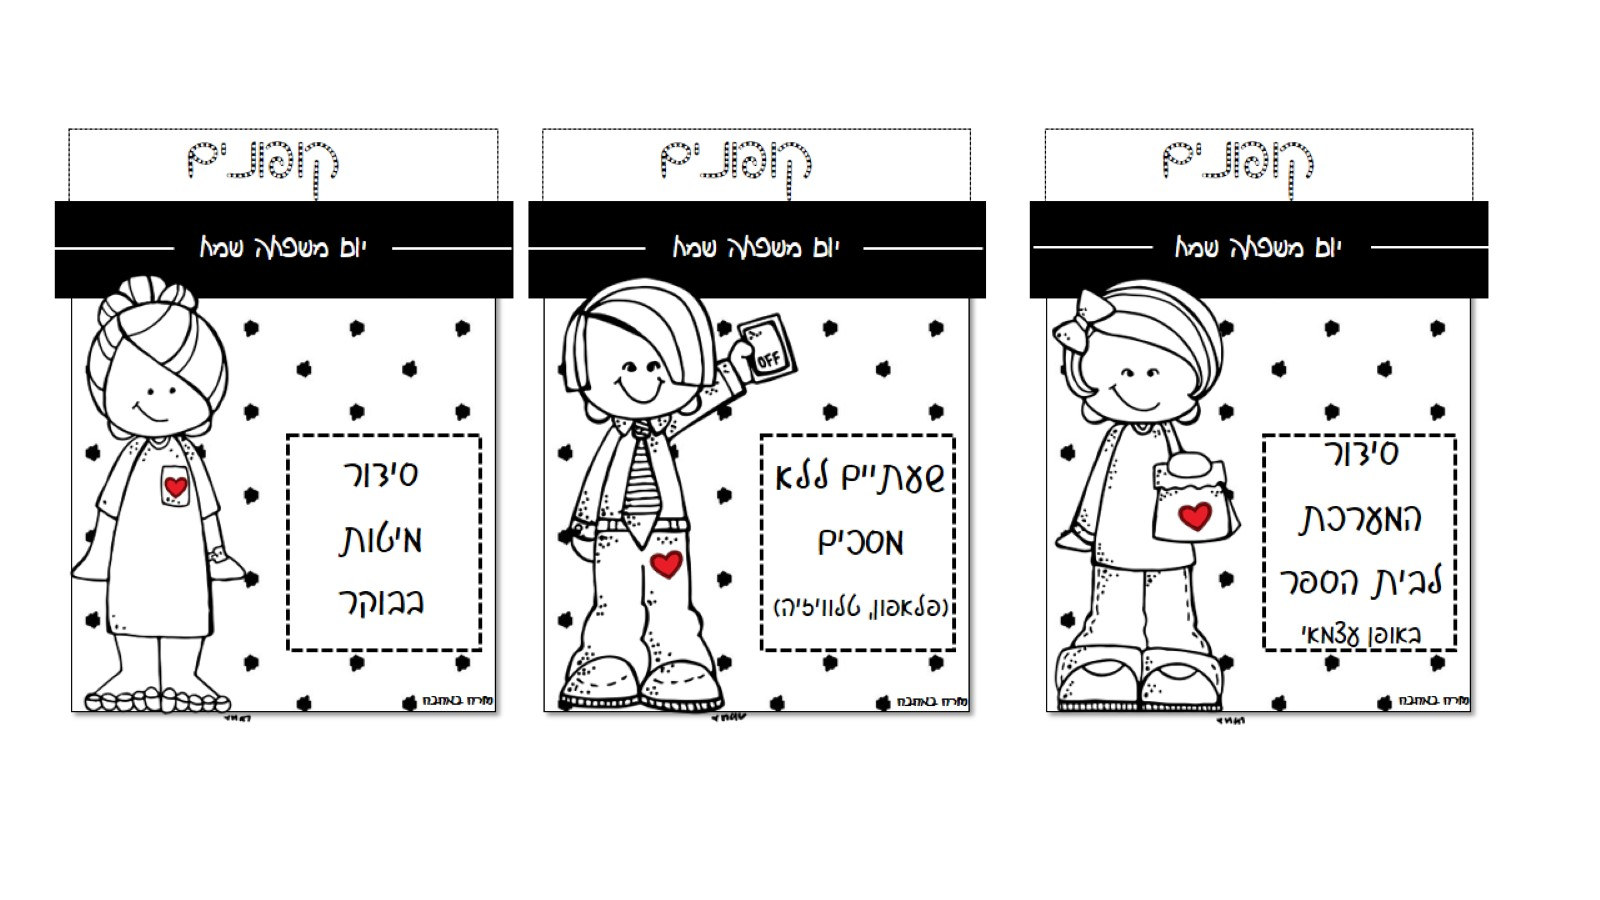 קופונים
יום משפחה שמח
סידור
מיטות
בבוקר
קופונים
יום משפחה שמח
OFF
שעתיים ללא
מסכים
(פלאפון, טלוויזיה)
קופונים
יום משפחה שמח
סידור
המערכת
לבית הספר
באופן עצמאי